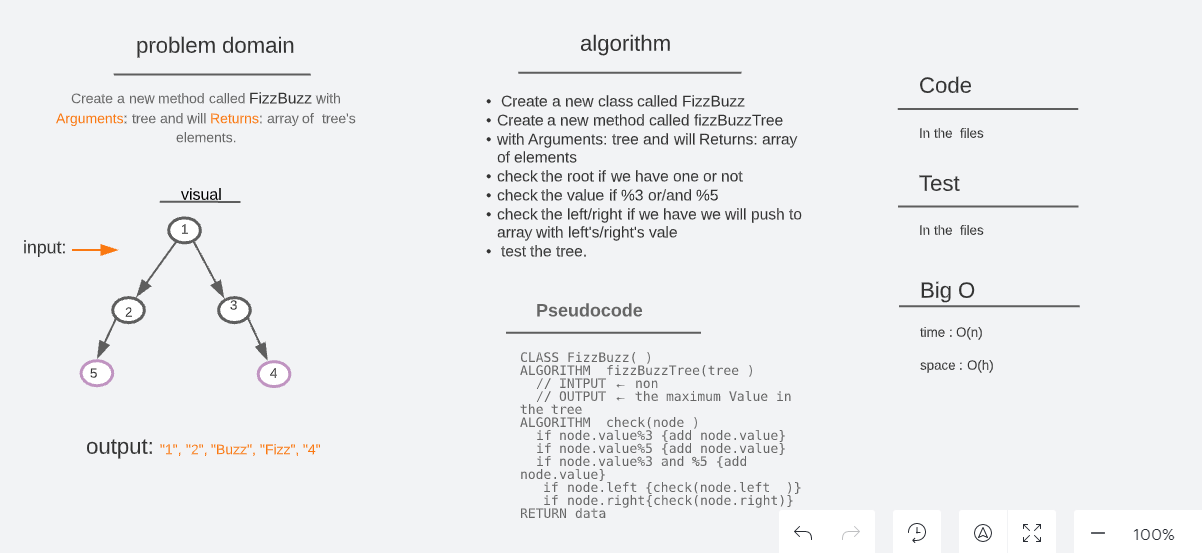 problem domain
Create a new method called FizzBuzz with
Arguments: tree and will Returns: array of tree's
elements.
visual
input:
1
2
3
5
4
output: "1", "2", "Buzz", "Fizz", "4"
algorithm
• Create a new class called FizzBuzz
• Create a new method called fizzBuzzTree
• with Arguments: tree and will Returns: array
of elements
• check the root if we have one or not
• check the value if %3 or/and %5
• check the left/right if we have we will push to
array with left's/right's vale
• test the tree.
Pseudocode
CLASS FizzBuzz( )
ALGORITHM fizzBuzzTree(tree )
// INTPUT ← non
// OUTPUT ← the maximum Value in
the tree
ALGORITHM check(node )
if node.value%3 {add node.value}
if node.value%5 {add node.value}
if node.value%3 and %5 {add
node.value}
if node.left {check(node.left )}
if node.right{check(node.right)}
RETURN data
Code
In the files
Test
In the files
Big O
time : O(n)
space : O(h)
100%